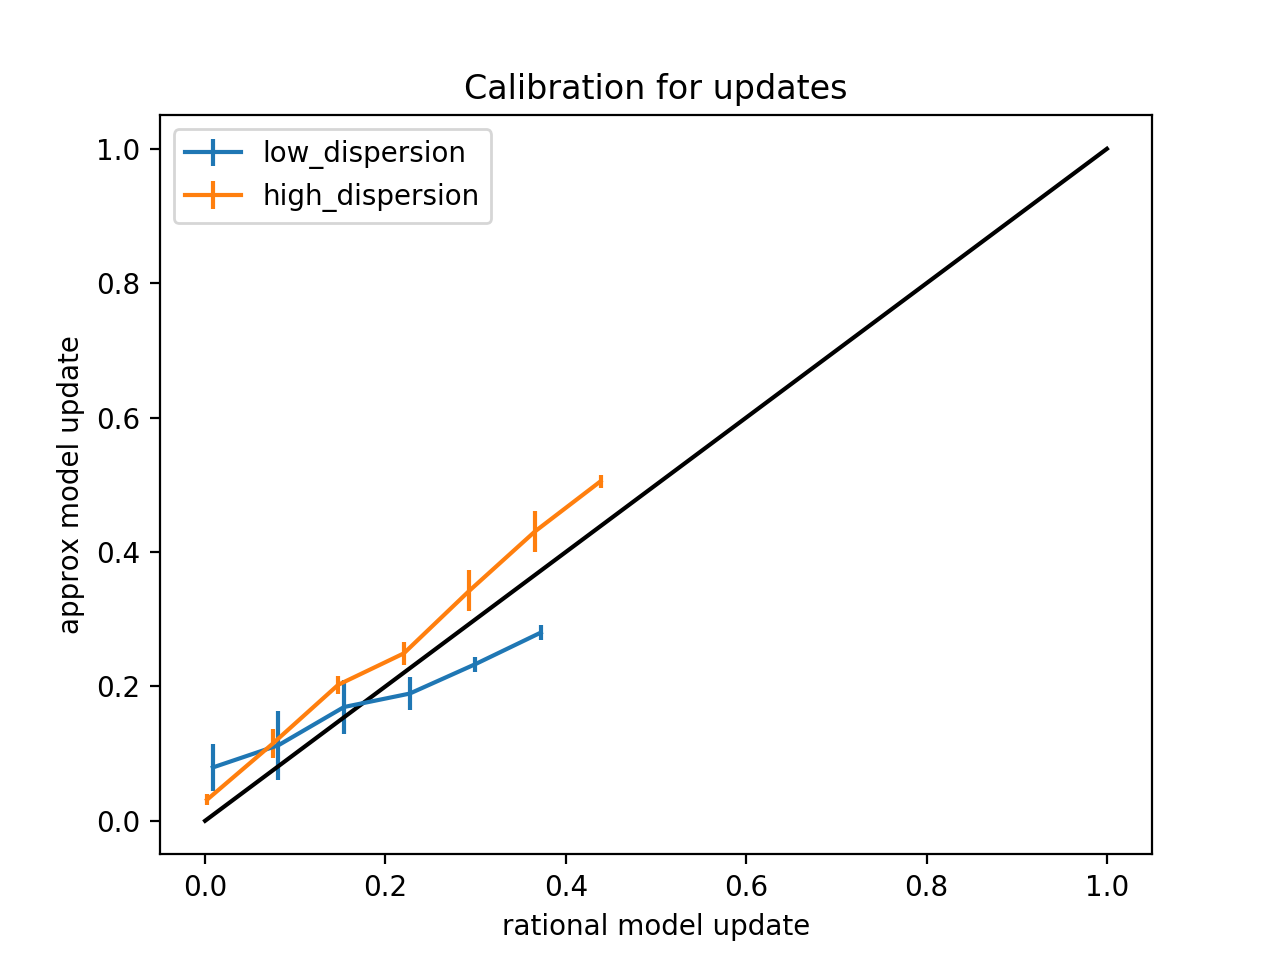 Calibration for updates
low_dispersion
high_dispersion
1.0
0.8
0.6
0.4
0.2
0.0
approx model update
0.0 0.2 0.4 0.6 0.8 1.0
rational model update